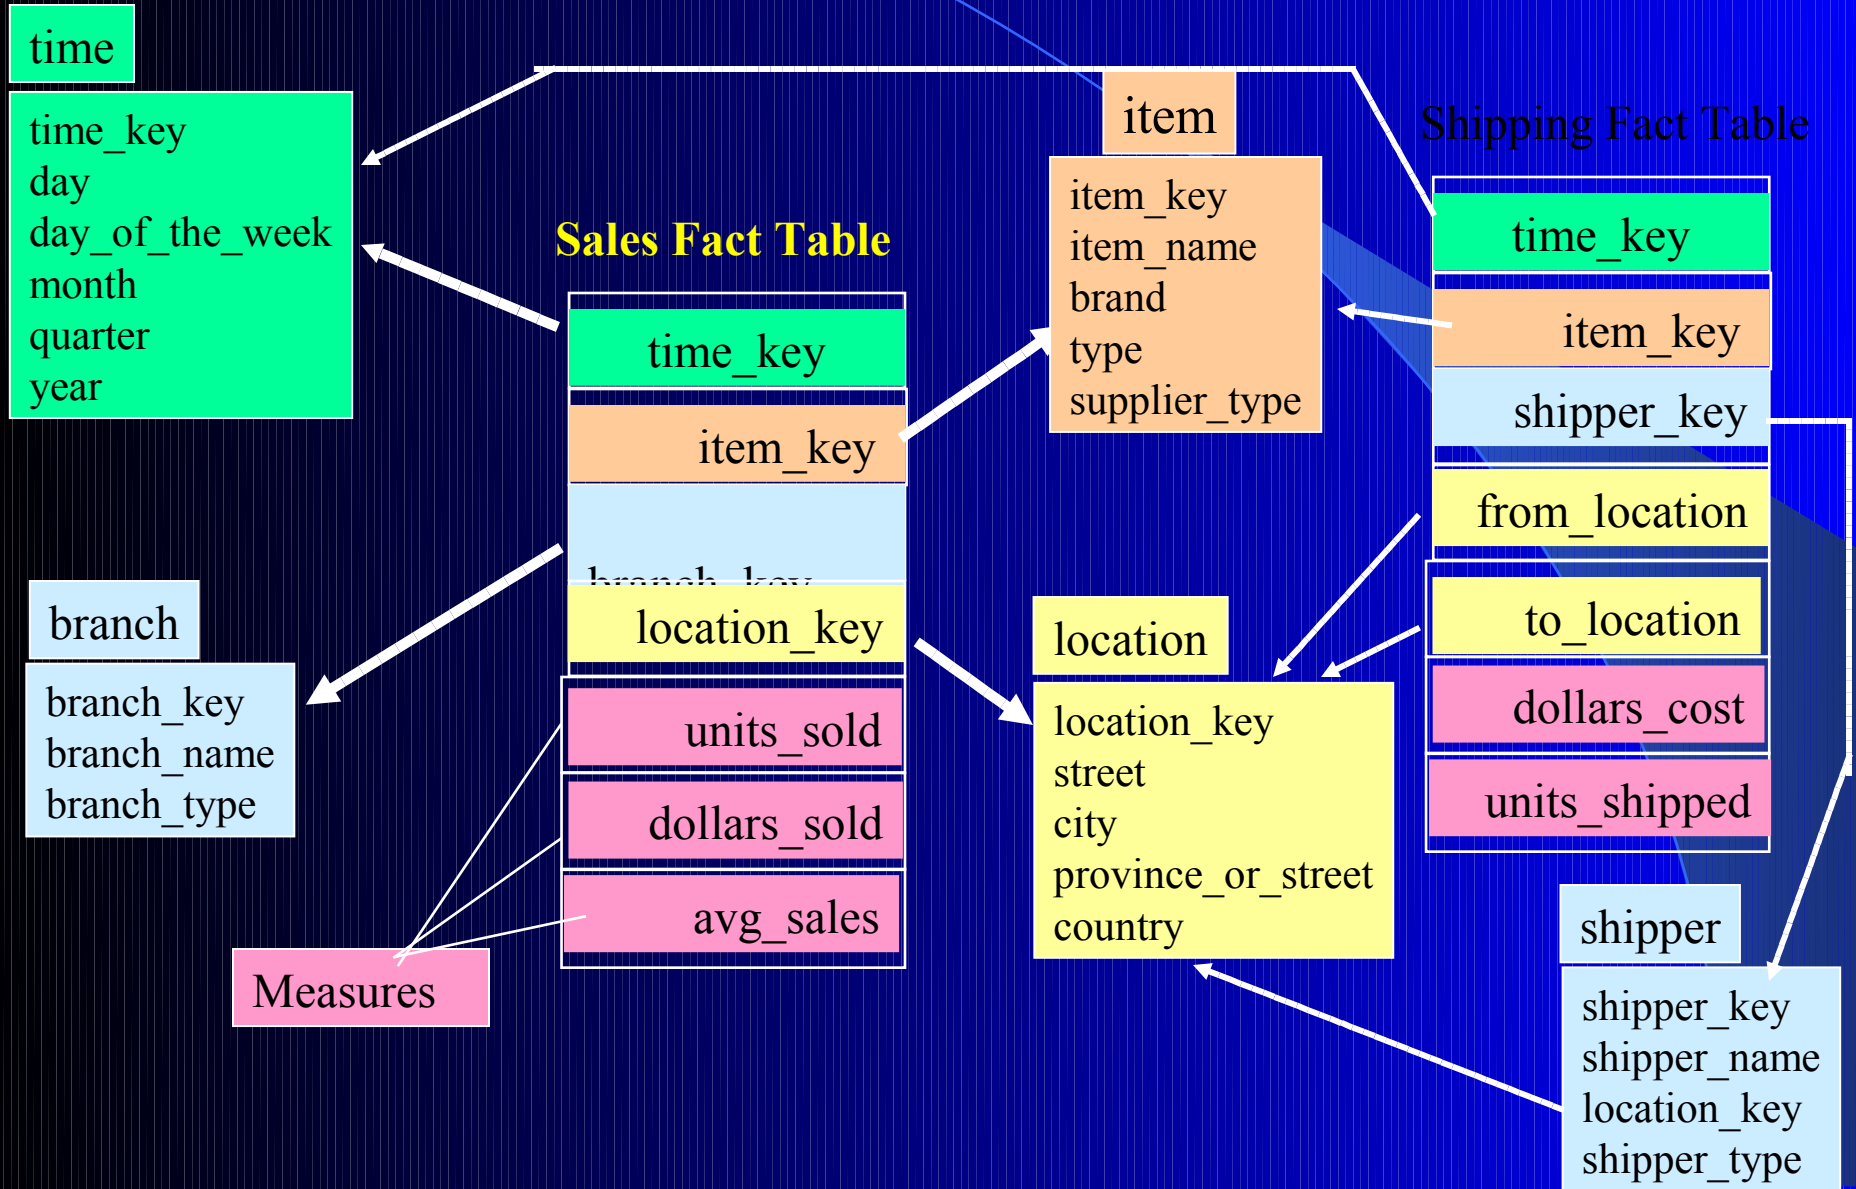 time
time_key
day
day_of_the_week
month
quarter
year
Sales Fact Table
time_key
item_key
branch_key
location_key
units_sold
dollars_sold
avg_sales
Measures
branch
branch_key
branch_name
branch_type
item
item_key
item_name
brand
type
supplier_type
location
location_key
street
city
province_or_street
country
Shipping Fact Table
time_key
item_key
shipper_key
from_location
to_location
dollars_cost
units_shipped
shipper
shipper_key
shipper_name
location_key
shipper_type